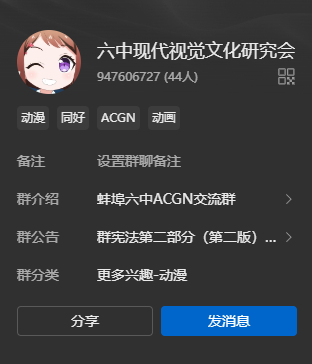 六中现代视觉文化研究会
947606727 (44人)
动漫 同好 ACGN 动画
备注 设置群聊备注
群介绍 蚌埠六中ACGN交流群
群公告 群宪法第二部分（第二版）...
群分类 更多兴趣-动漫
分享 发消息